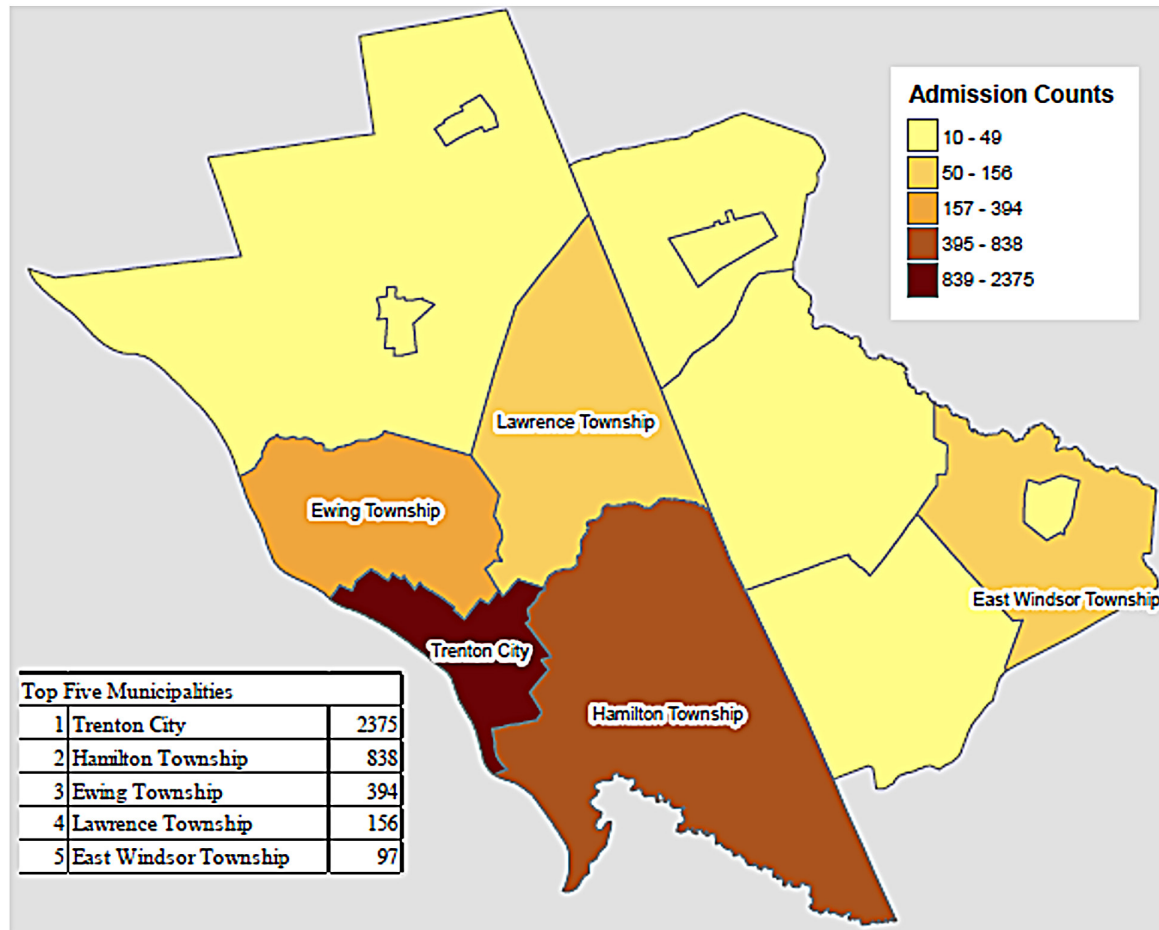 Admission Counts
10 - 49
50 - 156
157 - 394
395 - 838
839 - 2375
Lawrence Township
Ewing Township
East Windsor Township
Trenton City
Hamilton Township
Top Five Municipalities
1 Trenton City 2375
2 Hamilton Township 838
3 Ewing Township 394
4 Lawrence Township 156
5 East Windsor Township 97